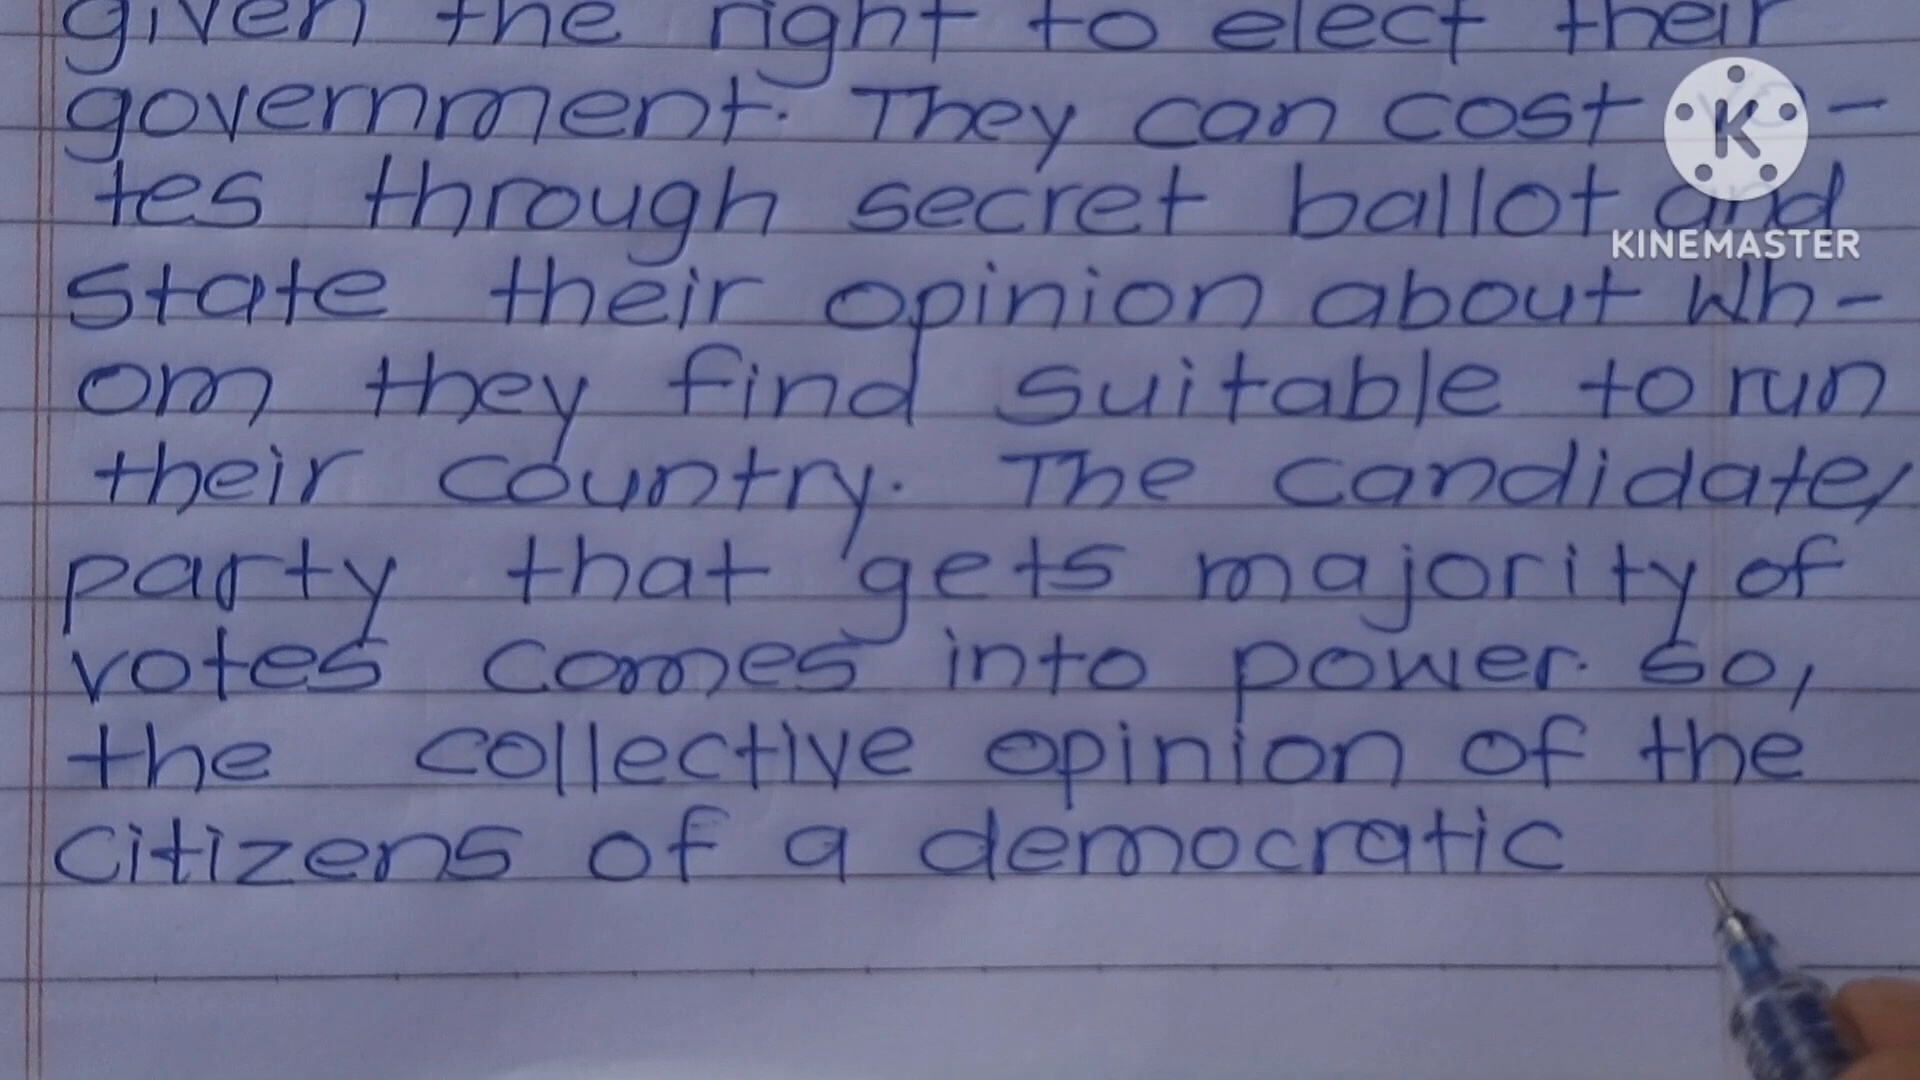 given the right to elect their
government. They can cost vo-
tes through secret ballot and
state their opinion about wh-
om they find suitable to run
their country. The candidate/
party that gets majority of
votes comes into power. So,
the collective opinion of the
citizens of a democratic
K
KINEMASTER